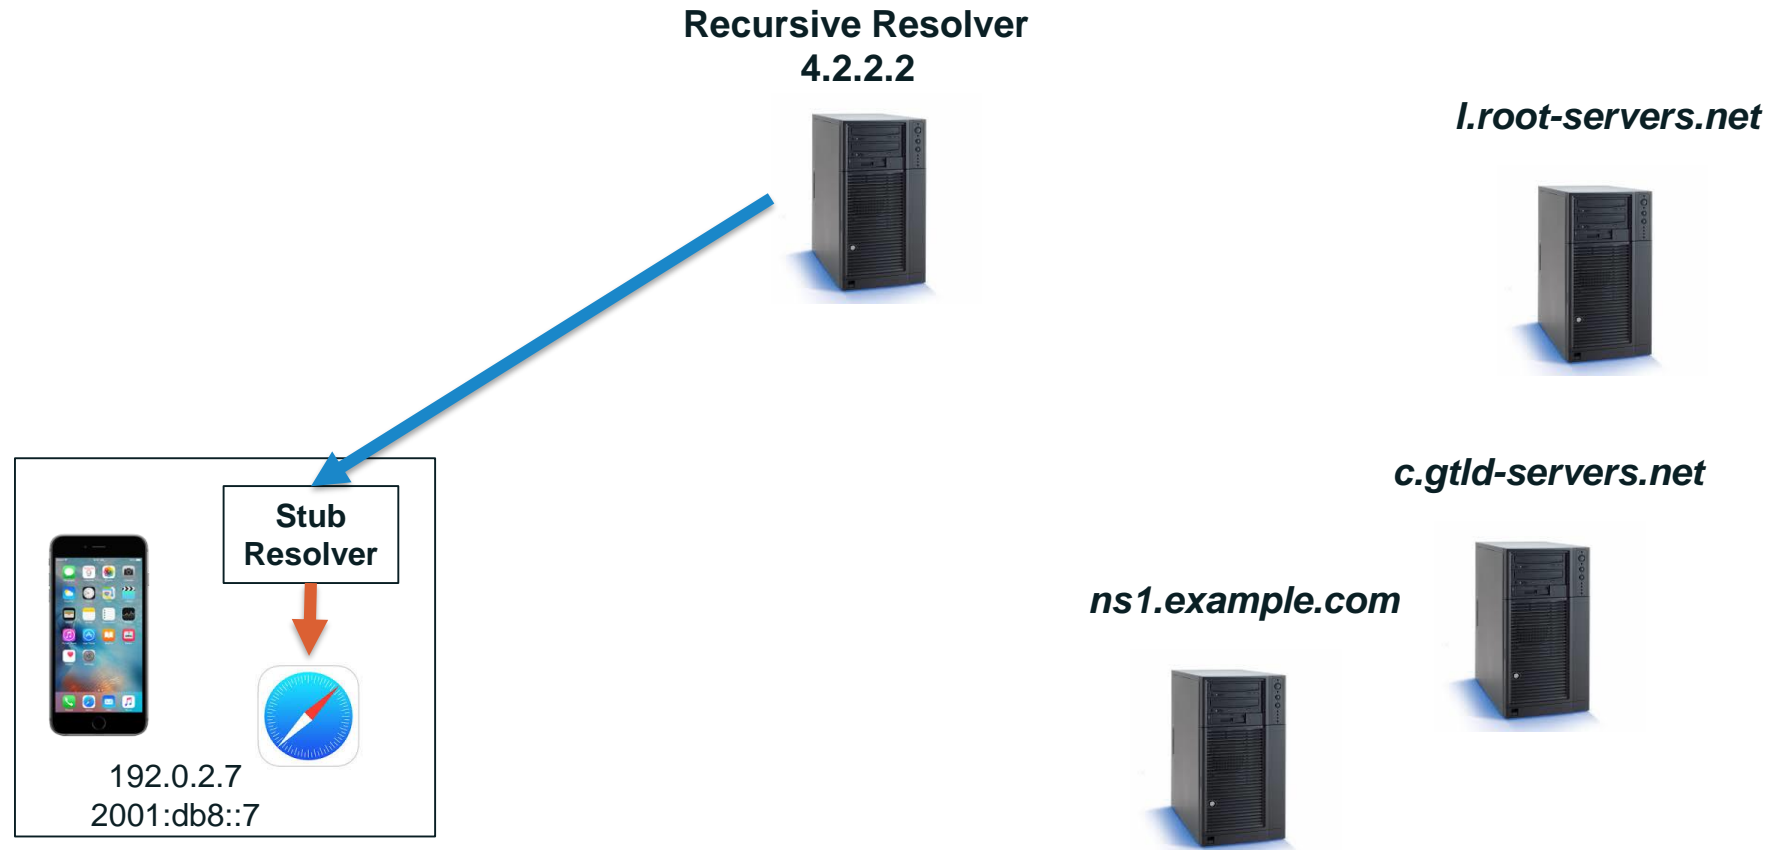 Recursive Resolver
4.2.2.2
l.root-servers.net
c.gtld-servers.net
Stub
Resolver
ns1.example.com
192.0.2.7
2001:db8::7